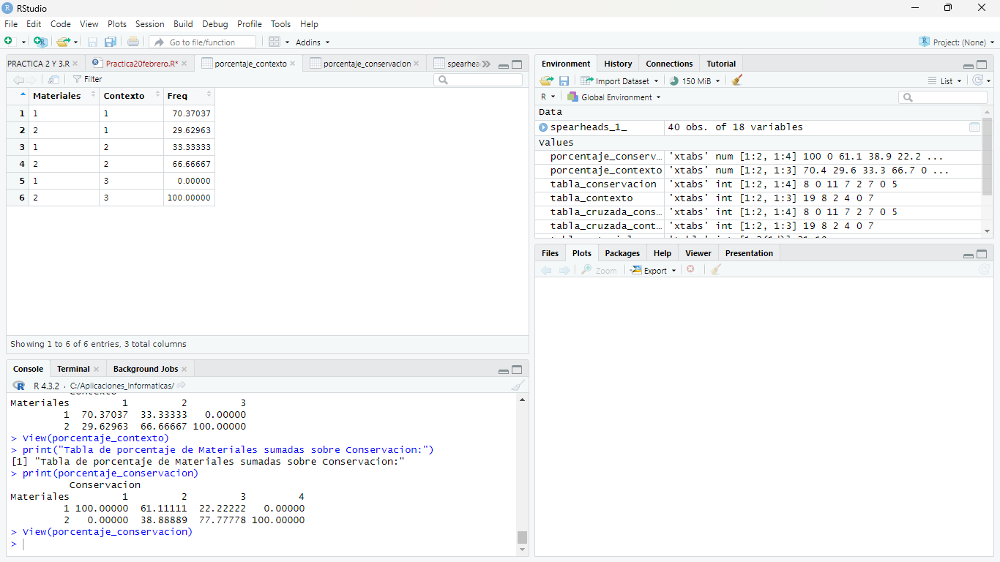 RStudio
File Edit Code View Plots Session Build Debug Profile Tools Help
Go to file/function Addins Project: (None)
PRACTICA 2 Y 3.R Practica20febrero.R* porcentaje_contexto porcentaje_conservacion spearhea
Filter
Materiales Contexto Freq
1 1 1 70.37037
2 2 1 29.62963
3 1 2 33.33333
4 2 2 66.66667
5 1 3 0.00000
6 2 3 100.00000
Showing 1 to 6 of 6 entries, 3 total columns
Console Terminal Background Jobs
R 4.3.2 · C:/Aplicaciones_Informaticas/
Contexto
Materiales 1 2 3
1 70.37037 33.33333 0.00000
2 29.62963 66.66667 100.00000
> View(porcentaje_contexto)
> print("Tabla de porcentaje de Materiales sumadas sobre Conservacion:")
[1] "Tabla de porcentaje de Materiales sumadas sobre Conservacion:"
> print(porcentaje_conservacion)
Conservacion
Materiales 1 2 3 4
1 100.00000 61.11111 22.22222 0.00000
2 0.00000 38.88889 77.77778 100.00000
> View(porcentaje_conservacion)
>
Environment History Connections Tutorial
Import Dataset 150 MiB List
R Global Environment
Data
spearheads_1_ 40 obs. of 18 variables
Values
porcentaje_conserv… 'xtabs' num [1:2, 1:4] 100 0 61.1 38.9 22.2 ...
porcentaje_contexto 'xtabs' num [1:2, 1:3] 70.4 29.6 33.3 66.7 0 ...
tabla_conservacion 'xtabs' int [1:2, 1:4] 8 0 11 7 2 7 0 5
tabla_contexto 'xtabs' int [1:2, 1:3] 19 8 2 4 0 7
tabla_cruzada_cons… 'xtabs' int [1:2, 1:4] 8 0 11 7 2 7 0 5
tabla_cruzada_cont… 'xtabs' int [1:2, 1:3] 19 8 2 4 0 7
Files Plots Packages Help Viewer Presentation
Zoom Export